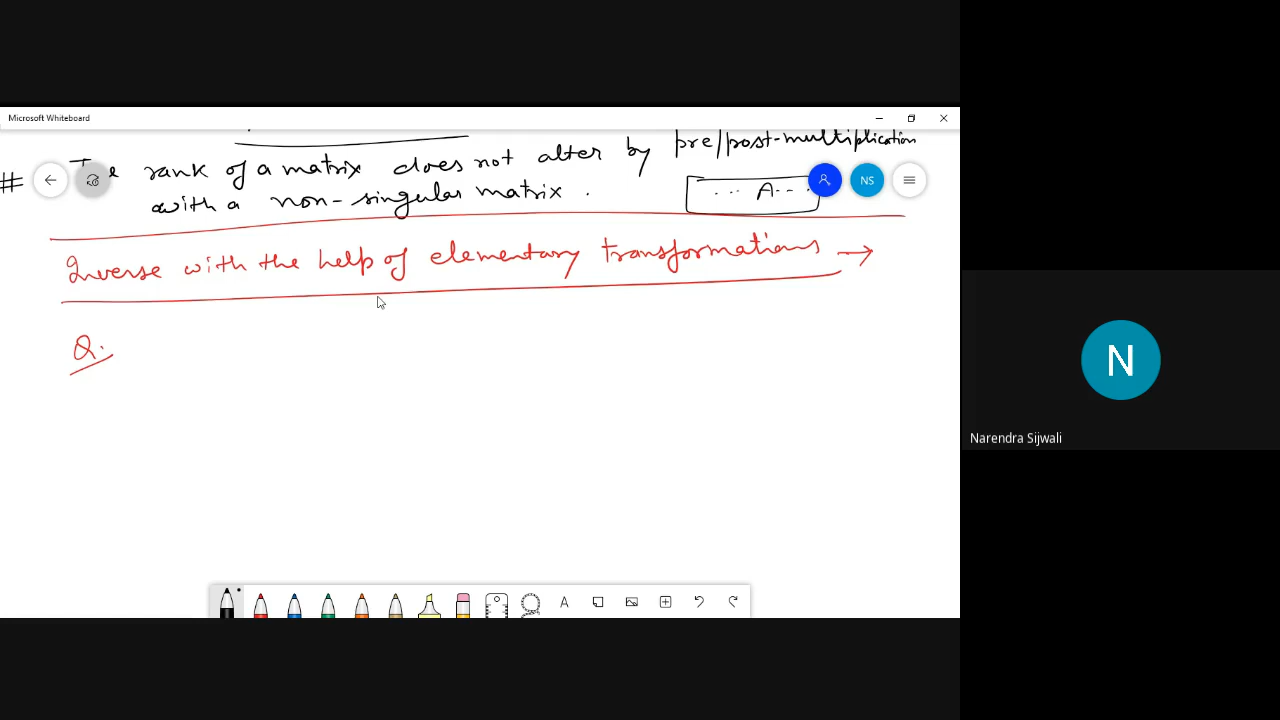 Microsoft Whiteboard
# The rank of a matrix does not alter by pre/post-multiplication
with a non-singular matrix .
... A...
NS
Inverse with the help of elementary transformations →
Q.
N
Narendra Sijwali
A